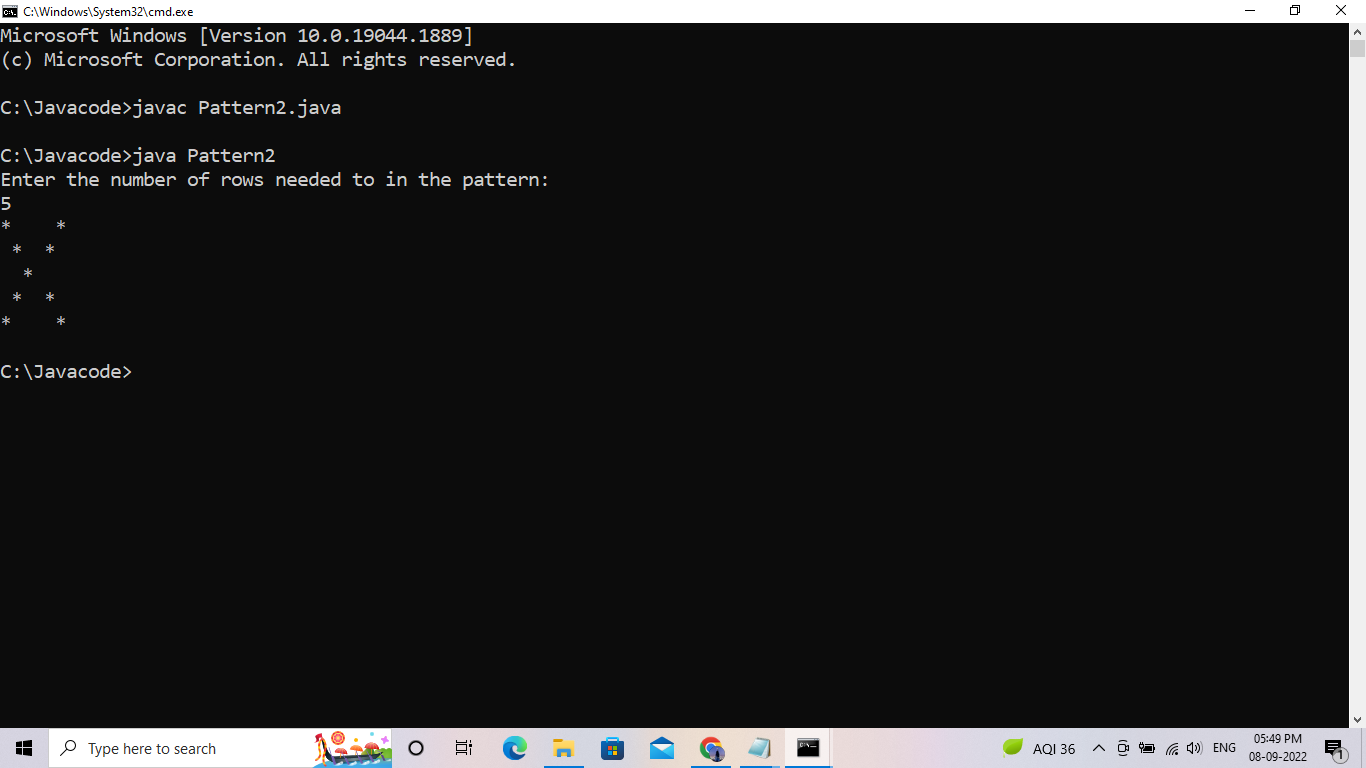 C:\Windows\System32\cmd.exe
Microsoft Windows [Version 10.0.19044.1889]
(c) Microsoft Corporation. All rights reserved.
C:\Javacode>javac Pattern2.java
C:\Javacode>java Pattern2
Enter the number of rows needed to in the pattern:
5
*    *
 *  *
  *
 *  *
*    *
C:\Javacode>
Type here to search
AQI 36
ENG
05:49 PM
08-09-2022
1